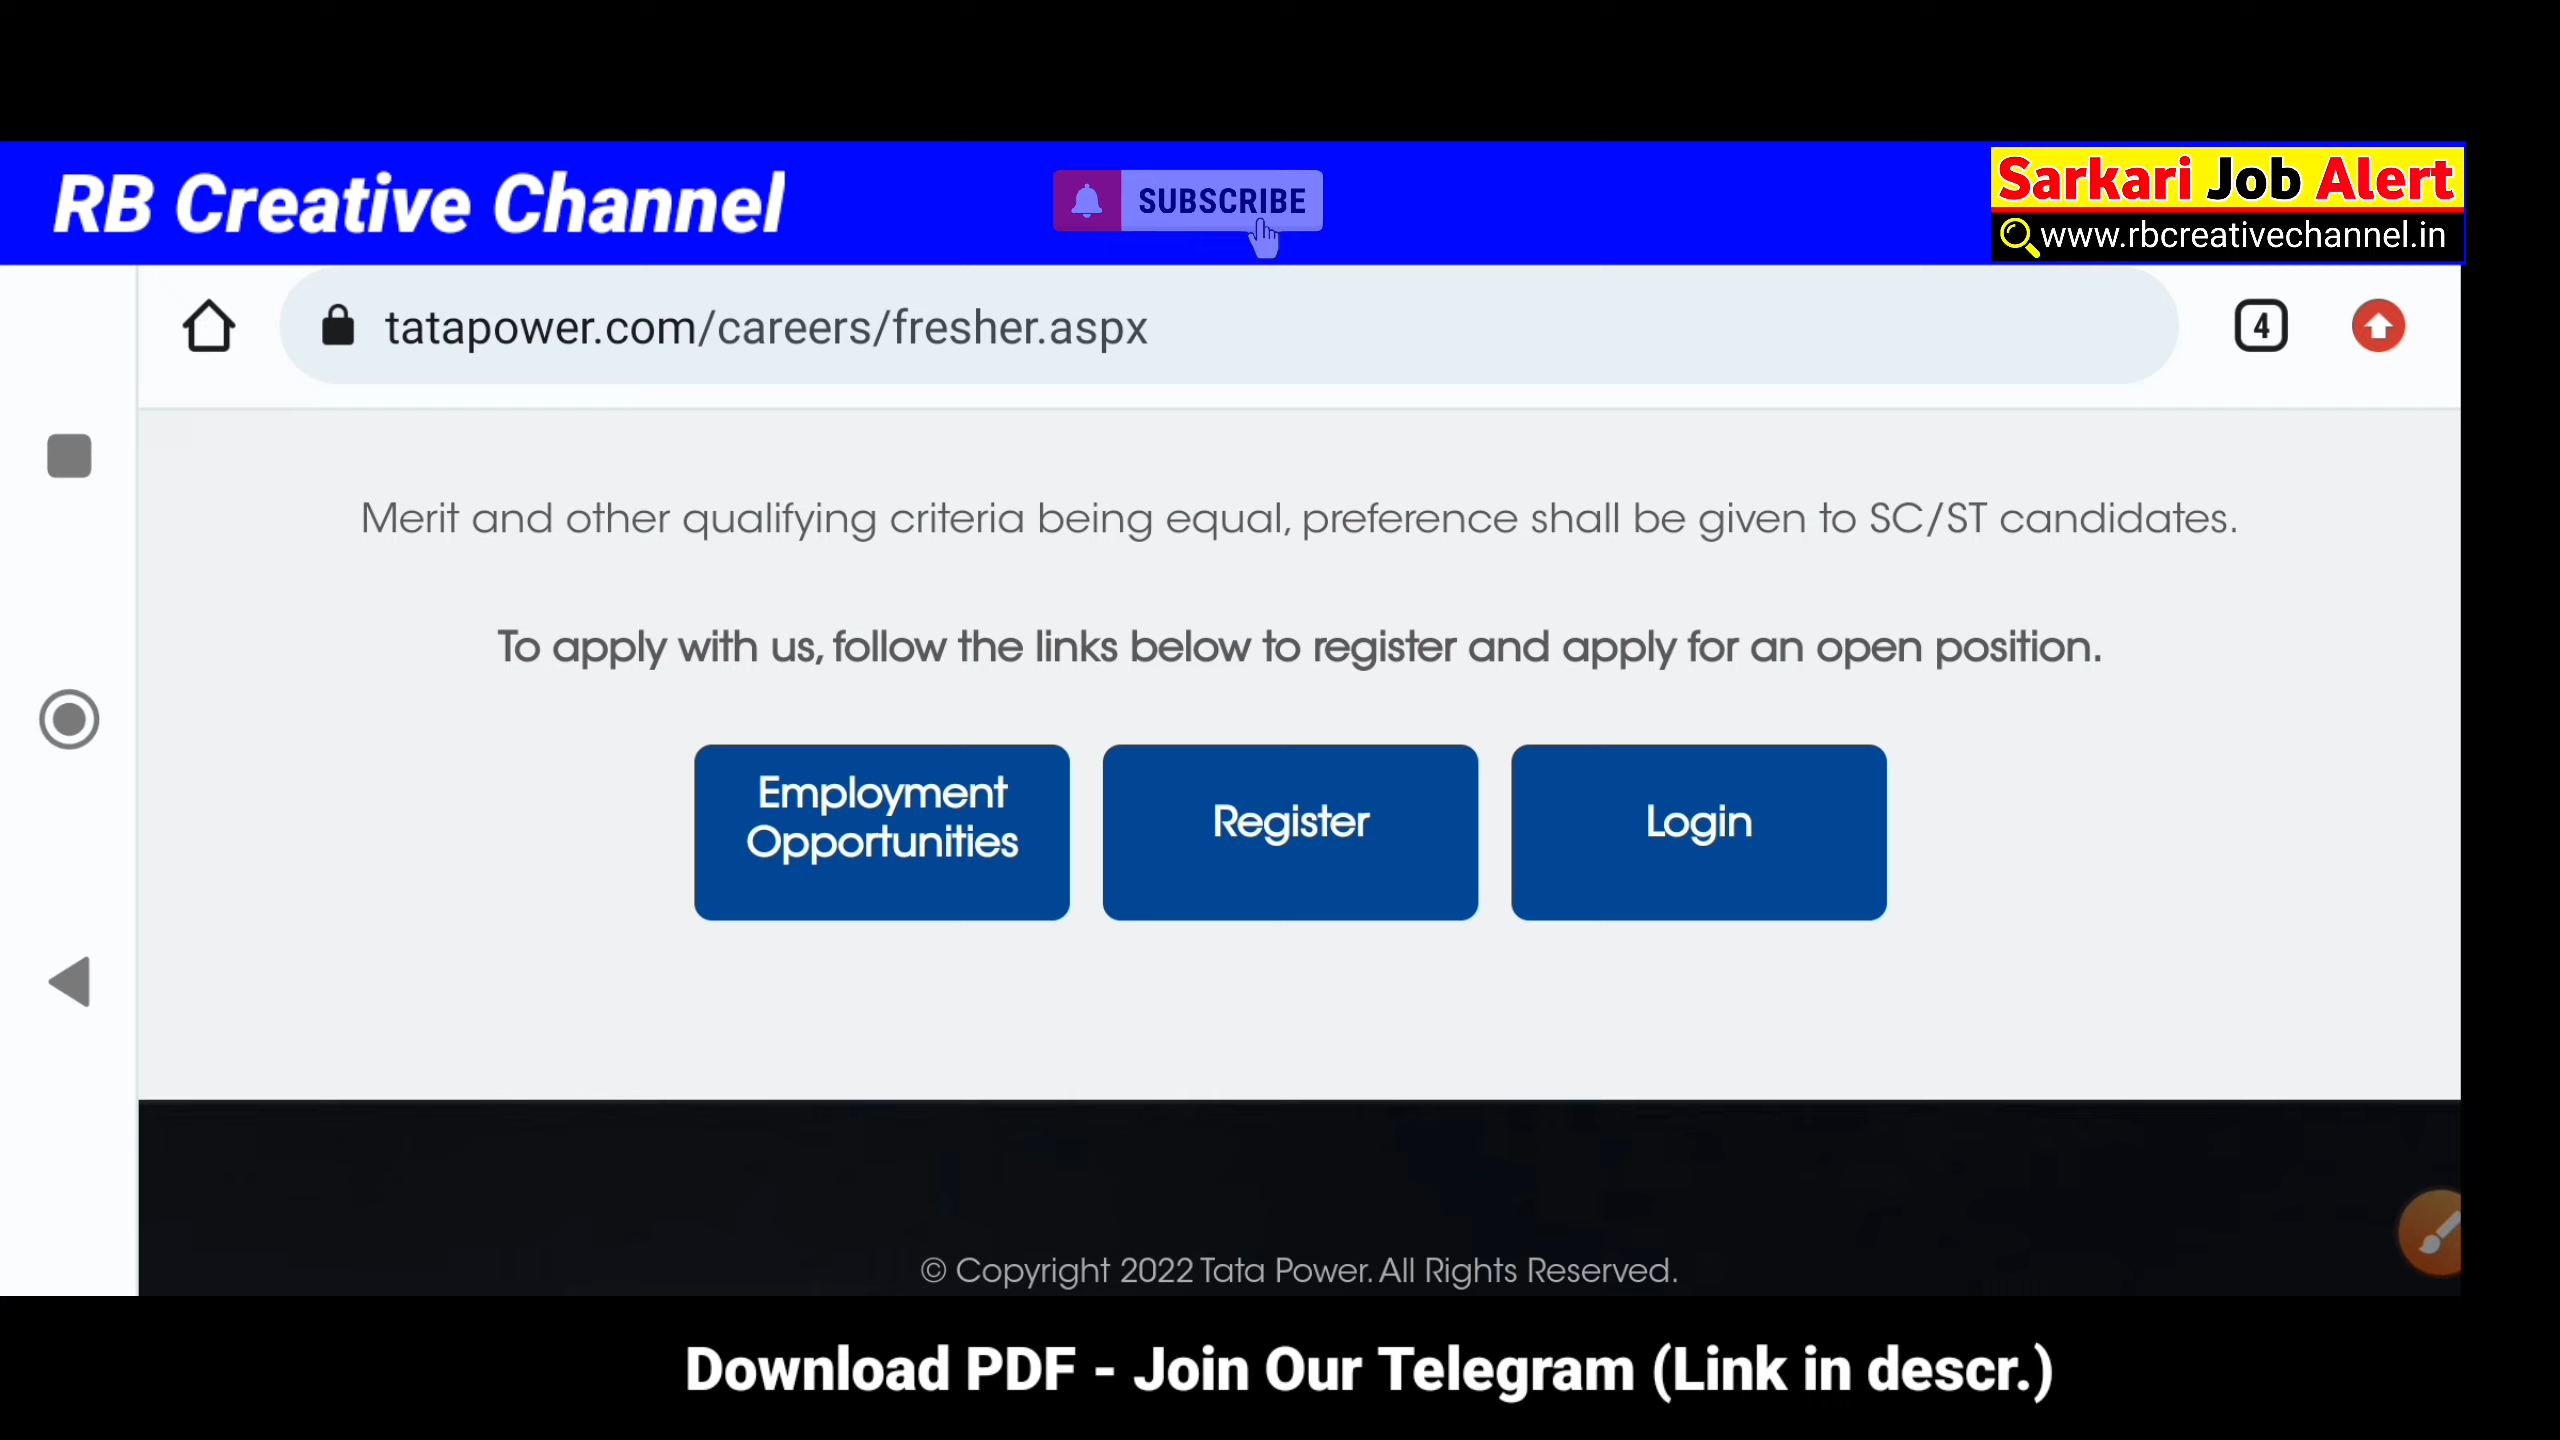 RB Creative Channel
SUBSCRIBE
Sarkari Job Alert
www.rbcreativechannel.in
tatapower.com/careers/fresher.aspx
4
Merit and other qualifying criteria being equal, preference shall be given to SC/ST candidates.
To apply with us, follow the links below to register and apply for an open position.
Employment
Opportunities
Register
Login
© Copyright 2022 Tata Power. All Rights Reserved.
Download PDF - Join Our Telegram (Link in descr.)